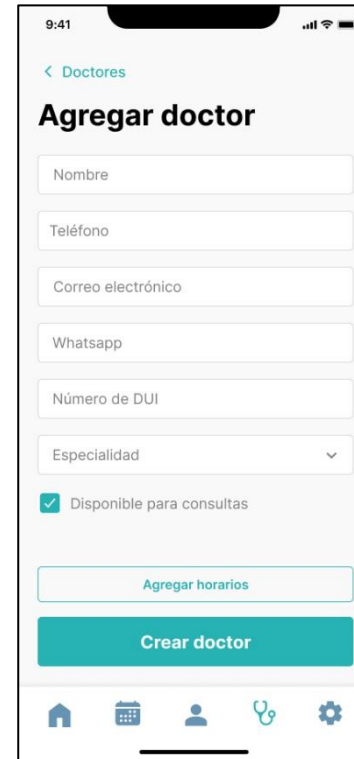 9:41
Doctores
Agregar doctor
Nombre
Teléfono
Correo electrónico
Whatsapp
Número de DUI
Especialidad
Disponible para consultas
Agregar horarios
Crear doctor